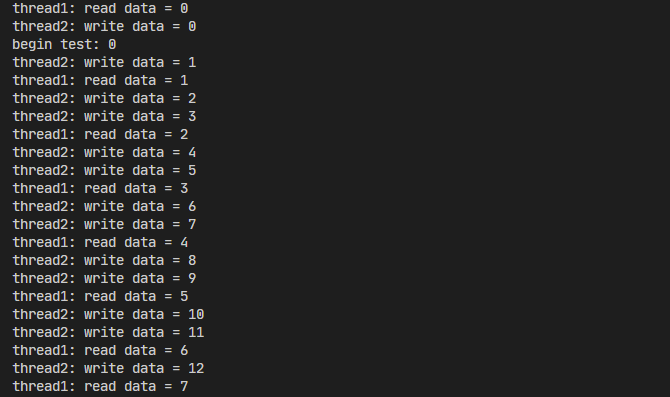 thread1: read data = 0
thread2: write data = 0
begin test: 0
thread2: write data = 1
thread1: read data = 1
thread2: write data = 2
thread2: write data = 3
thread1: read data = 2
thread2: write data = 4
thread2: write data = 5
thread1: read data = 3
thread2: write data = 6
thread2: write data = 7
thread1: read data = 4
thread2: write data = 8
thread2: write data = 9
thread1: read data = 5
thread2: write data = 10
thread2: write data = 11
thread1: read data = 6
thread2: write data = 12
thread1: read data = 7